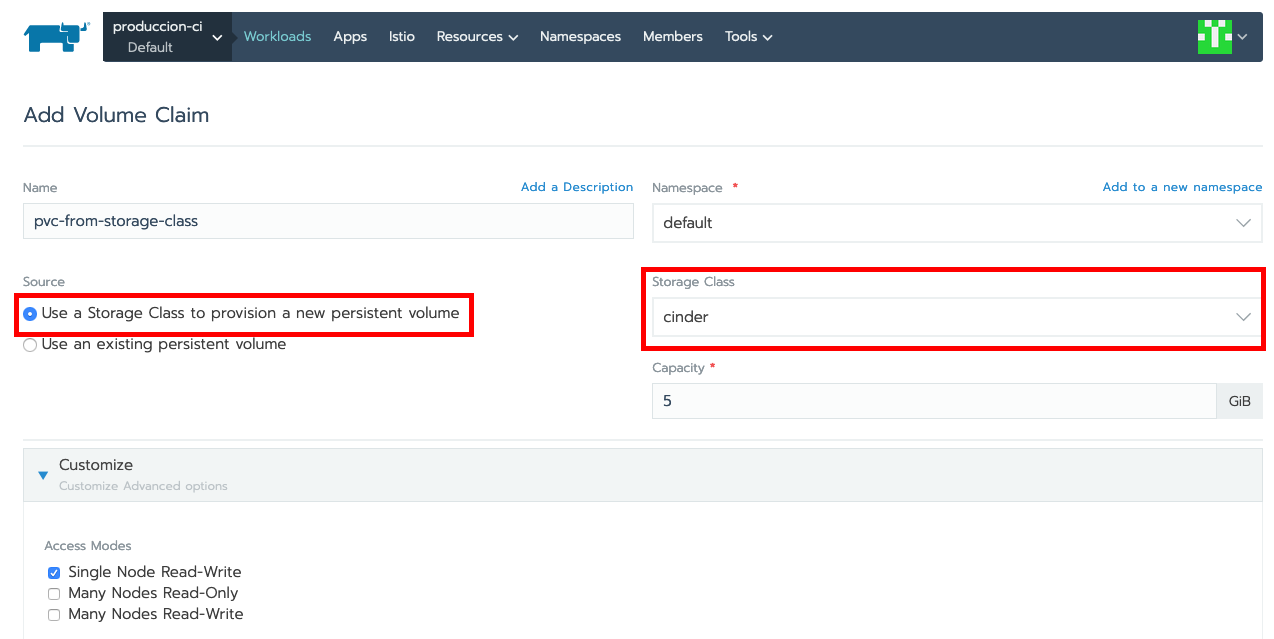 produccion-ci
Default
Workloads Apps Istio Resources Namespaces Members Tools
Add Volume Claim
Name Add a Description
pvc-from-storage-class
Namespace * Add to a new namespace
default
Source
Use a Storage Class to provision a new persistent volume
Use an existing persistent volume
Storage Class
cinder
Capacity *
5 GiB
Customize
Customize Advanced options
Access Modes
Single Node Read-Write
Many Nodes Read-Only
Many Nodes Read-Write